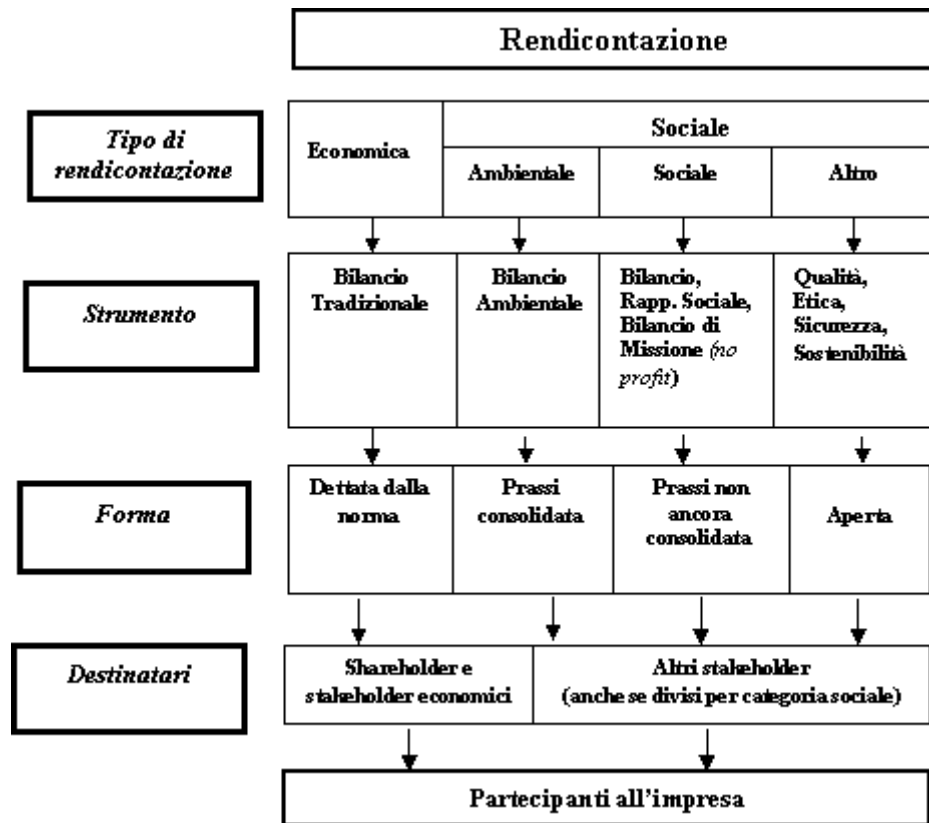 Rendicontazione
Tipo di
rendicontazione
Economica
Sociale
Ambientale
Sociale
Altro
Strumento
Bilancio
Tradizionale
Bilancio
Ambientale
Bilancio,
Rapp. Sociale,
Bilancio di
Missione (no
profit)
Qualità,
Etica,
Sicurezza,
Sostenibilità
Forma
Dettata dalla
norma
Prassi
consolidata
Prassi non
ancora
consolidata
Aperta
Destinatari
Shareholder e
stakeholder economici
Altri stakeholder
(anche se divisi per categoria sociale)
Partecipanti all'impresa